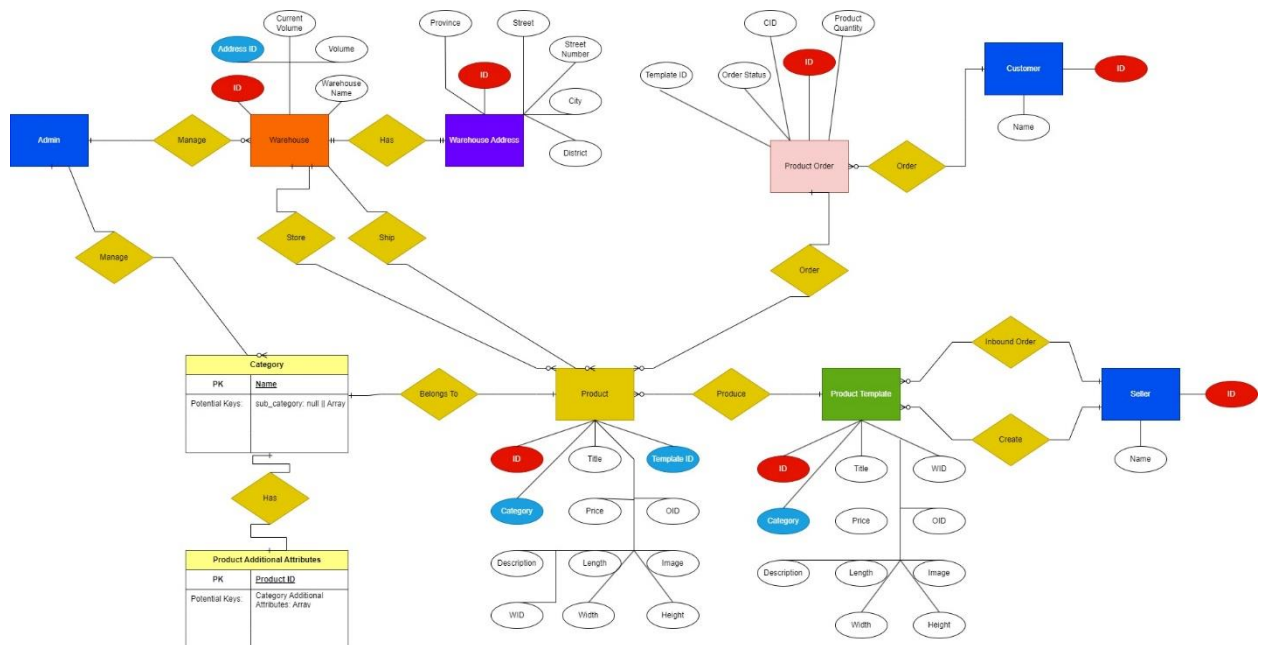 Current
Volume
Address ID
Volume
ID
Warehouse
Name
Province
Street
ID
Street
Number
City
District
CID
Product
Quantity
Template ID
Order Status
ID
Customer
ID
Name
Admin
Manage
Warehouse
Has
Warehouse Address
Product Order
Order
Manage
Store
Ship
Order
Category
PK
Name
Potential Keys:
sub_category: null || Array
Belongs To
Product
Produce
Product Template
Inbound Order
Create
Seller
ID
Name
Has
Product Additional Attributes
PK
Product ID
Potential Keys:
Category Additional
Attributes: Array
ID
Title
Template ID
Category
Price
OID
Description
Length
Image
WID
Width
Height
ID
Title
WID
Category
Price
OID
Description
Length
Image
Width
Height